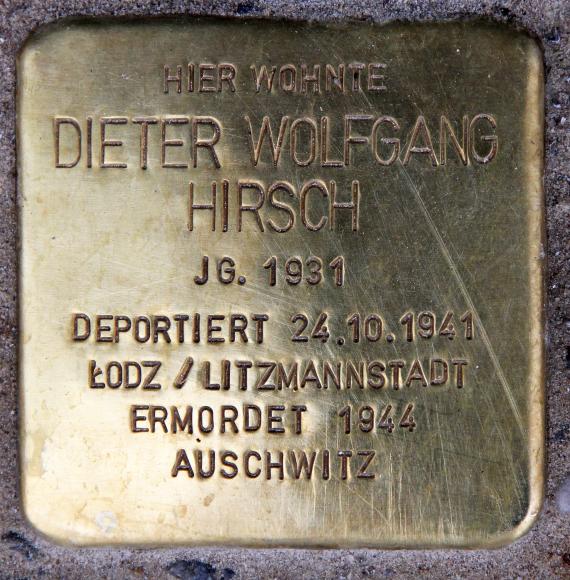 HIER WOHNTE
DIETER WOLFGANG
HIRSCH
JG. 1931
DEPORTIERT 24.10.1941
ŁODZ / LITZMANNSTADT
ERMORDET 1944
AUSCHWITZ